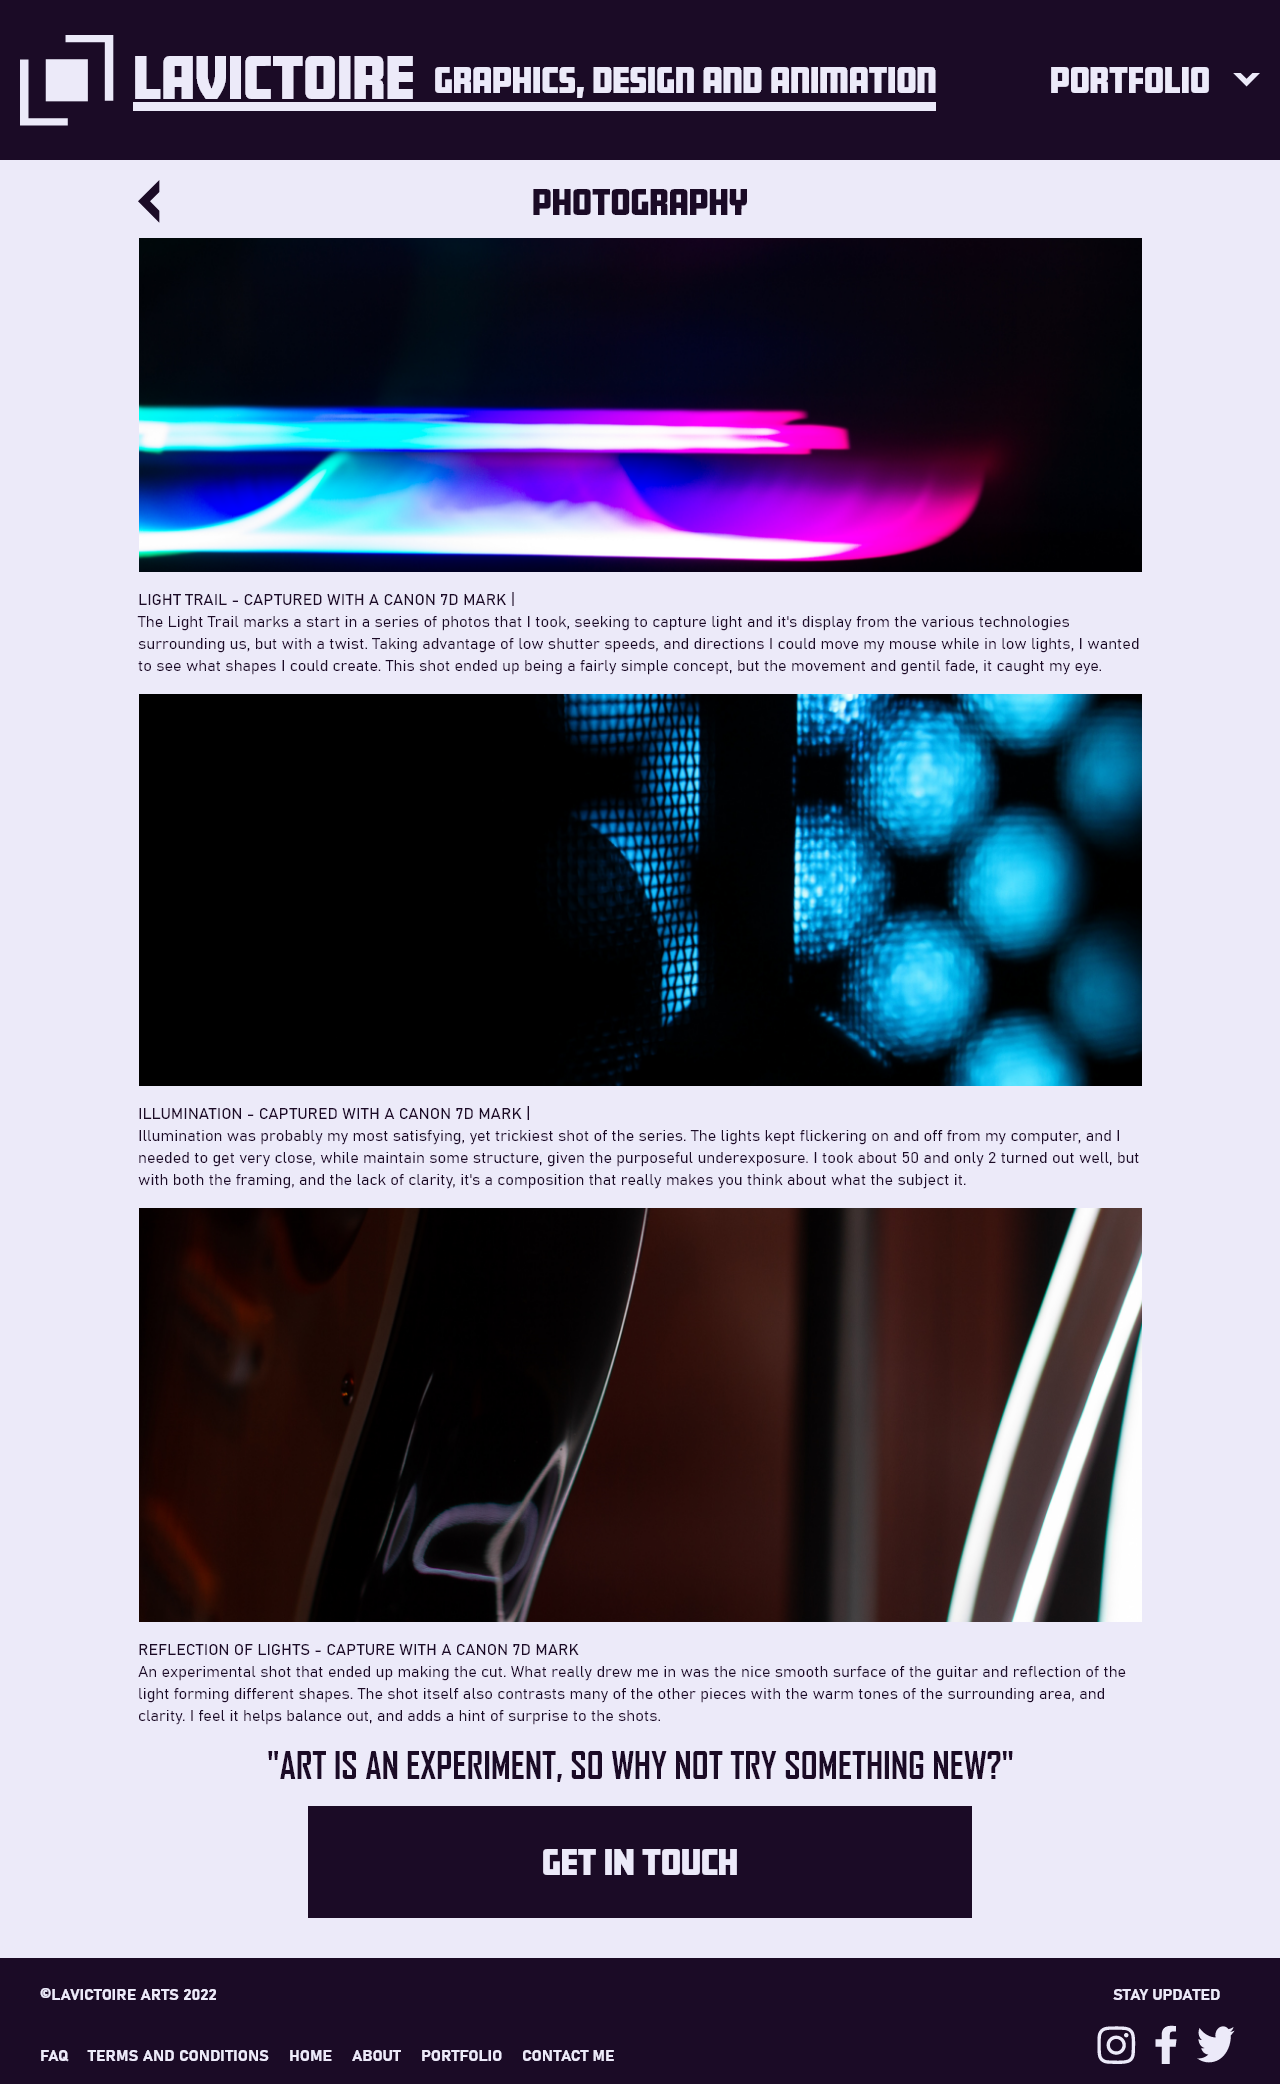 LAVICTOIRE GRAPHICS, DESIGN AND ANIMATION PORTFOLIO
PHOTOGRAPHY
LIGHT TRAIL - CAPTURED WITH A CANON 7D MARK |
The Light Trail marks a start in a series of photos that I took, seeking to capture light and it's display from the various technologies
surrounding us, but with a twist. Taking advantage of low shutter speeds, and directions I could move my mouse while in low lights, I wanted
to see what shapes I could create. This shot ended up being a fairly simple concept, but the movement and gentil fade, it caught my eye.
ILLUMINATION - CAPTURED WITH A CANON 7D MARK |
Illumination was probably my most satisfying, yet trickiest shot of the series. The lights kept flickering on and off from my computer, and I
needed to get very close, while maintain some structure, given the purposeful underexposure. I took about 50 and only 2 turned out well, but
with both the framing, and the lack of clarity, it's a composition that really makes you think about what the subject it.
REFLECTION OF LIGHTS - CAPTURE WITH A CANON 7D MARK
An experimental shot that ended up making the cut. What really drew me in was the nice smooth surface of the guitar and reflection of the
light forming different shapes. The shot itself also contrasts many of the other pieces with the warm tones of the surrounding area, and
clarity. I feel it helps balance out, and adds a hint of surprise to the shots.
"ART IS AN EXPERIMENT, SO WHY NOT TRY SOMETHING NEW?"
GET IN TOUCH
©LAVICTOIRE ARTS 2022
STAY UPDATED
FAQ TERMS AND CONDITIONS HOME ABOUT PORTFOLIO CONTACT ME